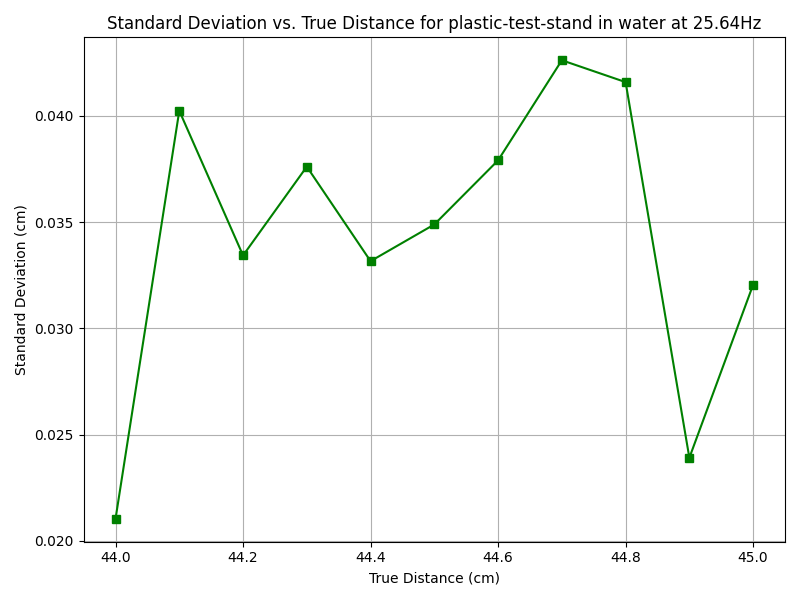 Standard Deviation vs. True Distance for plastic-test-stand in water at 25.64Hz
Standard Deviation (cm)
0.040
0.035
0.030
0.025
0.020
44.0 44.2 44.4 44.6 44.8 45.0
True Distance (cm)